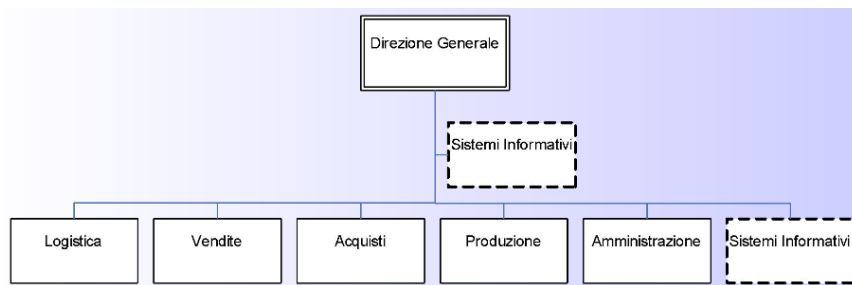 Direzione Generale
Sistemi Informativi
Logistica
Vendite
Acquisti
Produzione
Amministrazione
Sistemi Informativi